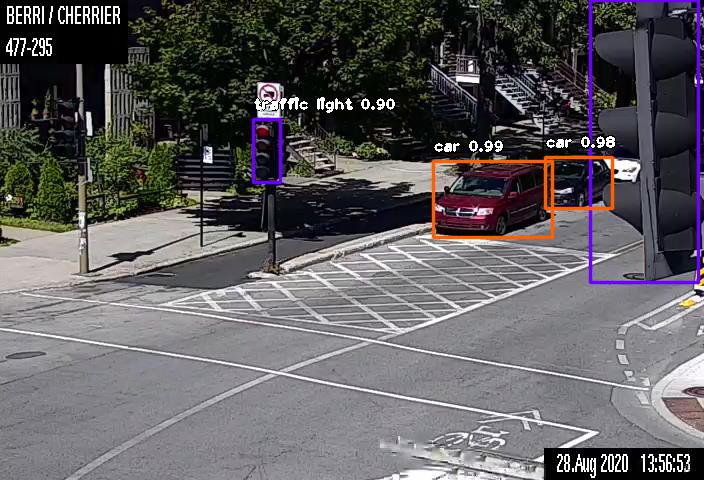 BERRI / CHERRIER
477-295
traffic light 0.90
car 0.99
car 0.98
28.Aug 2020 13:56:53